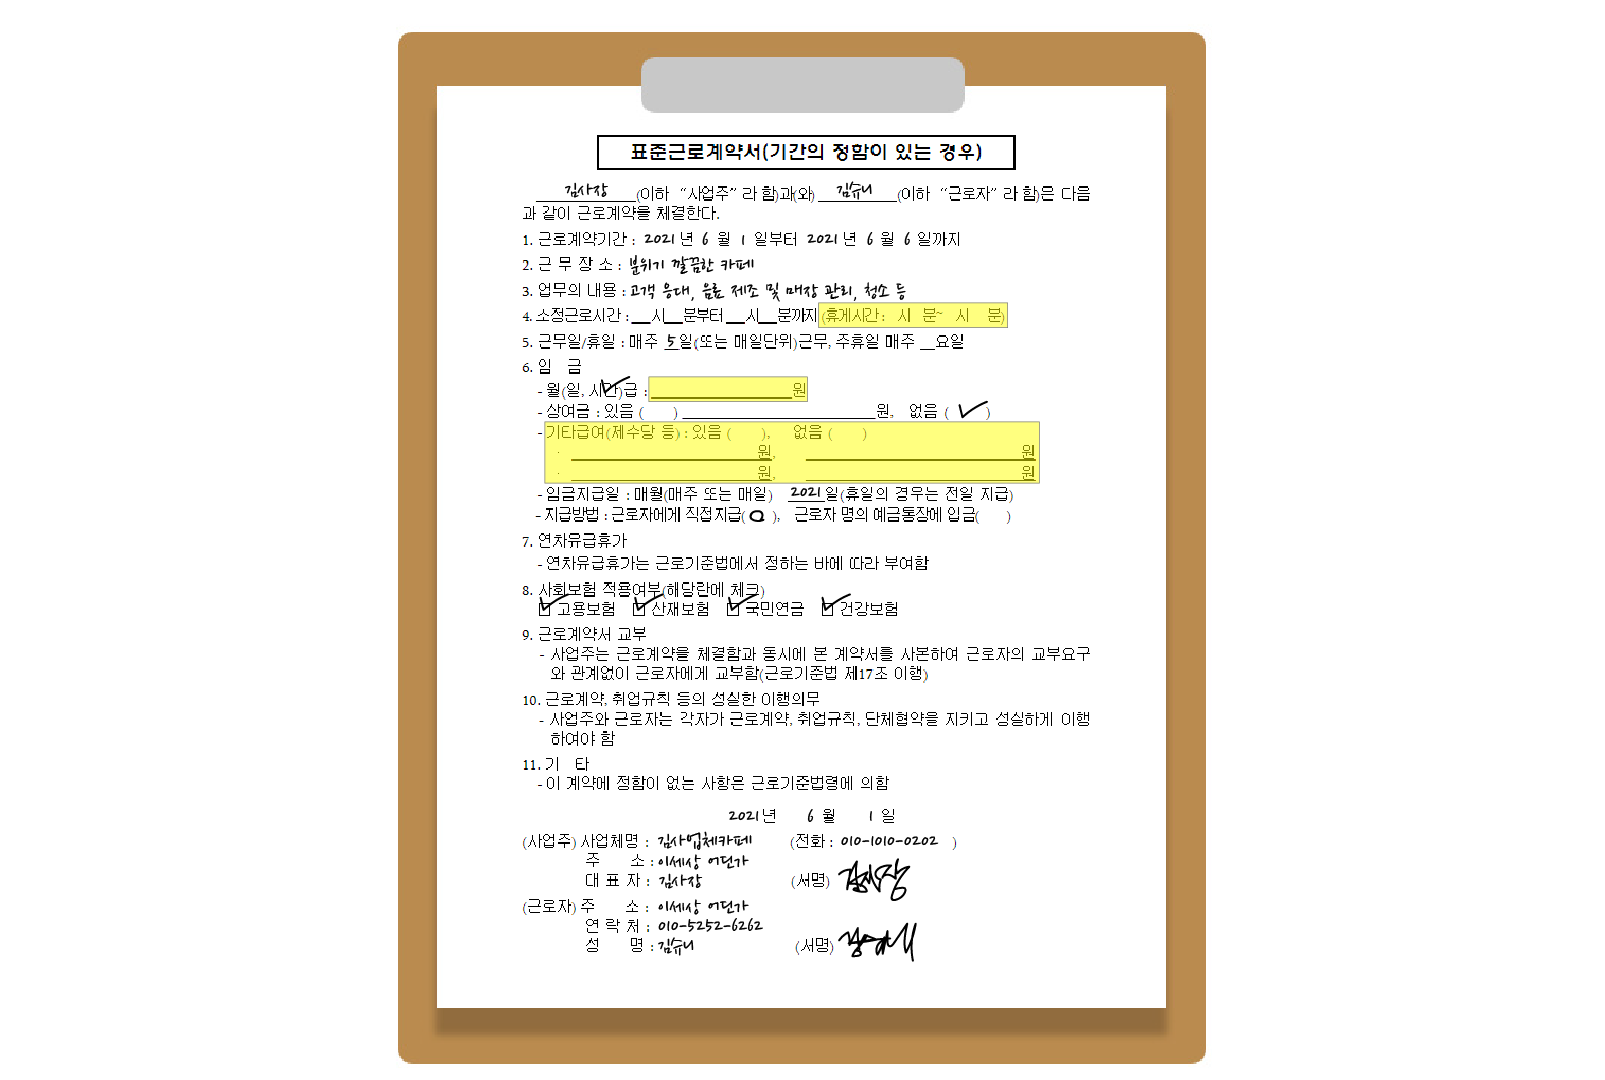 표준근로계약서(기간의 정함이 있는 경우)
김사장 (이하 “사업주” 라 함)과(와) 김슈니 (이하 “근로자” 라 함)은 다음
과 같이 근로계약을 체결한다.
1. 근로계약기간 : 2021 년 6 월 1 일부터 2021 년 6 월 6 일까지
2. 근 무 장 소 : 분위기 깔끔한 카페
3. 업무의 내용 : 고객 응대, 음료 제조 및 매장 관리, 청소 등
4. 소정근로시간 : __시__분부터 __시__분까지 (휴게시간 : 시 분~ 시 분)
5. 근무일/휴일 : 매주 5일(또는 매일단위)근무, 주휴일 매주 __요일
6. 임 금
- 월(일, 시간)급 : ____________원
- 상여금 : 있음 ( ) ____________원, 없음 ( ✓ )
- 기타급여(제수당 등) : 있음 ( ), 없음 ( )
· ____________원, ____________원
· ____________원, ____________원
- 임금지급일 : 매월(매주 또는 매일) 2021일(휴일의 경우는 전일 지급)
- 지급방법 : 근로자에게 직접지급( O ), 근로자 명의 예금통장에 입금( )
7. 연차유급휴가
- 연차유급휴가는 근로기준법에서 정하는 바에 따라 부여함
8. 사회보험 적용여부(해당란에 체크)
☑ 고용보험 ☑ 산재보험 ☑ 국민연금 ☑ 건강보험
9. 근로계약서 교부
- 사업주는 근로계약을 체결함과 동시에 본 계약서를 사본하여 근로자의 교부요구
와 관계없이 근로자에게 교부함(근로기준법 제17조 이행)
10. 근로계약, 취업규칙 등의 성실한 이행의무
- 사업주와 근로자는 각자가 근로계약, 취업규칙, 단체협약을 지키고 성실하게 이행
하여야 함
11. 기 타
- 이 계약에 정함이 없는 사항은 근로기준법령에 의함
2021년 6 월 1 일
(사업주) 사업체명 : 김사업체카페 (전화 : 010-1010-0202 )
주 소 : 이세상 어딘가
대 표 자 : 김사장 (서명) 김사장
(근로자) 주 소 : 이세상 어딘가
연 락 처 : 010-5252-6262
성 명 : 김슈니 (서명)